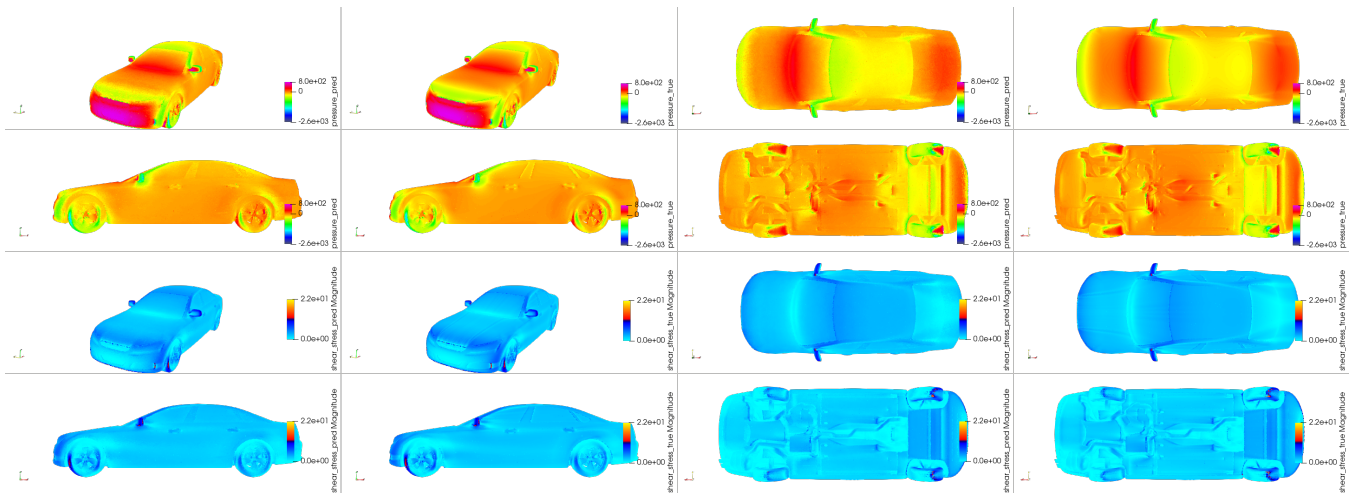 8.0e+02
0
-2.6e+03
pressure_pred
8.0e+02
0
-2.6e+03
pressure_true
8.0e+02
0
-2.6e+03
pressure_pred
8.0e+02
0
-2.6e+03
pressure_true
8.0e+02
0
-2.6e+03
pressure_pred
8.0e+02
0
-2.6e+03
pressure_true
8.0e+02
0
-2.6e+03
pressure_pred
8.0e+02
0
-2.6e+03
pressure_true
2.2e+01
0.0e+00
shear_stress_pred Magnitude
2.2e+01
0.0e+00
shear_stress_true Magnitude
2.2e+01
0.0e+00
shear_stress_pred Magnitude
2.2e+01
0.0e+00
shear_stress_true Magnitude
2.2e+01
0.0e+00
shear_stress_pred Magnitude
2.2e+01
0.0e+00
shear_stress_true Magnitude
2.2e+01
0.0e+00
shear_stress_pred Magnitude
2.2e+01
0.0e+00
shear_stress_true Magnitude